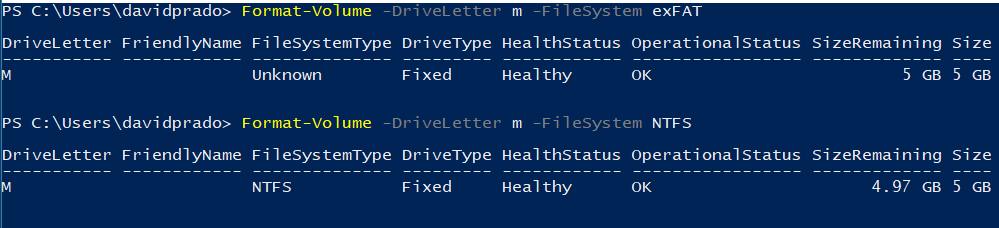 PS C:\Users\davidprado> Format-Volume -DriveLetter m -FileSystem exFAT
DriveLetter FriendlyName FileSystemType DriveType HealthStatus OperationalStatus SizeRemaining Size
----------- ------------ -------------- --------- ------------ ----------------- ------------- ----
M Unknown Fixed Healthy OK 5 GB 5 GB
PS C:\Users\davidprado> Format-Volume -DriveLetter m -FileSystem NTFS
DriveLetter FriendlyName FileSystemType DriveType HealthStatus OperationalStatus SizeRemaining Size
----------- ------------ -------------- --------- ------------ ----------------- ------------- ----
M NTFS Fixed Healthy OK 4.97 GB 5 GB